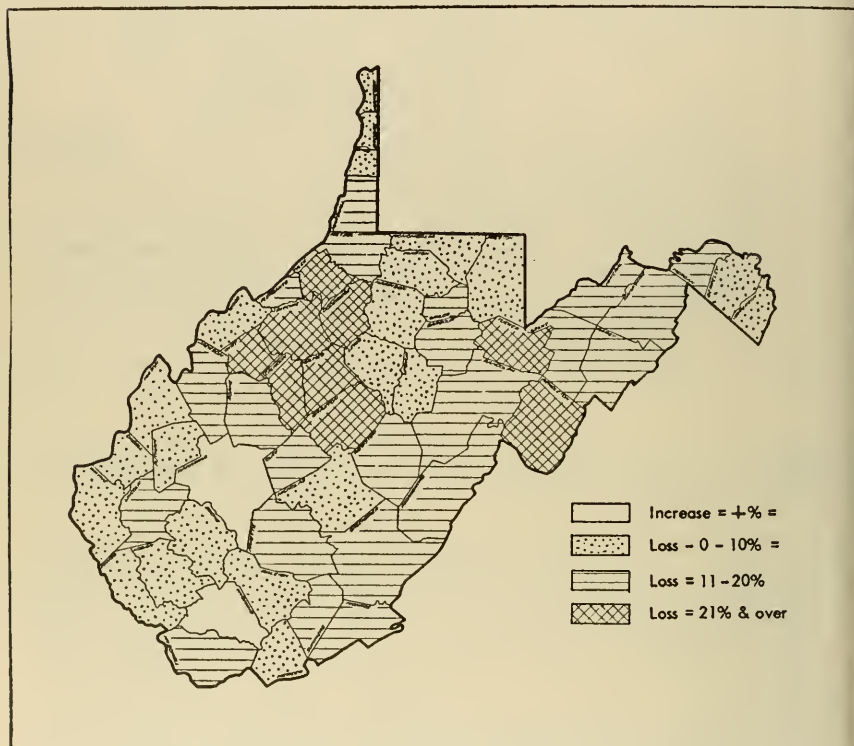 Increase = +% =
Loss - 0 - 10% =
Loss = 11 - 20%
Loss = 21% & over